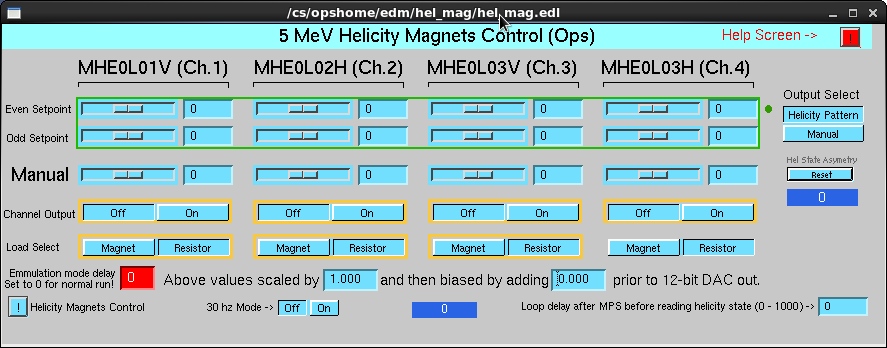 /cs/opshome/edm/hel_mag/hel_mag.edl
5 MeV Helicity Magnets Control (Ops)
Help Screen -> !
MHE0L01V (Ch.1) MHE0L02H (Ch.2) MHE0L03V (Ch.3) MHE0L03H (Ch.4)
Output Select
Even Setpoint 0 0 0 0
Helicity Pattern
Manual
Odd Setpoint 0 0 0 0
Hel State Asymetry
Reset
Manual 0 0 0 0
0
Channel Output Off On Off On Off On Off On
Load Select Magnet Resistor Magnet Resistor Magnet Resistor Magnet Resistor
Emmulation mode delay
Set to 0 for normal run! 0
Above values scaled by 1.000 and then biased by adding 0.000 prior to 12-bit DAC out.
! Helicity Magnets Control 30 hz Mode -> Off On 0 Loop delay after MPS before reading helicity state (0 - 1000) -> 0